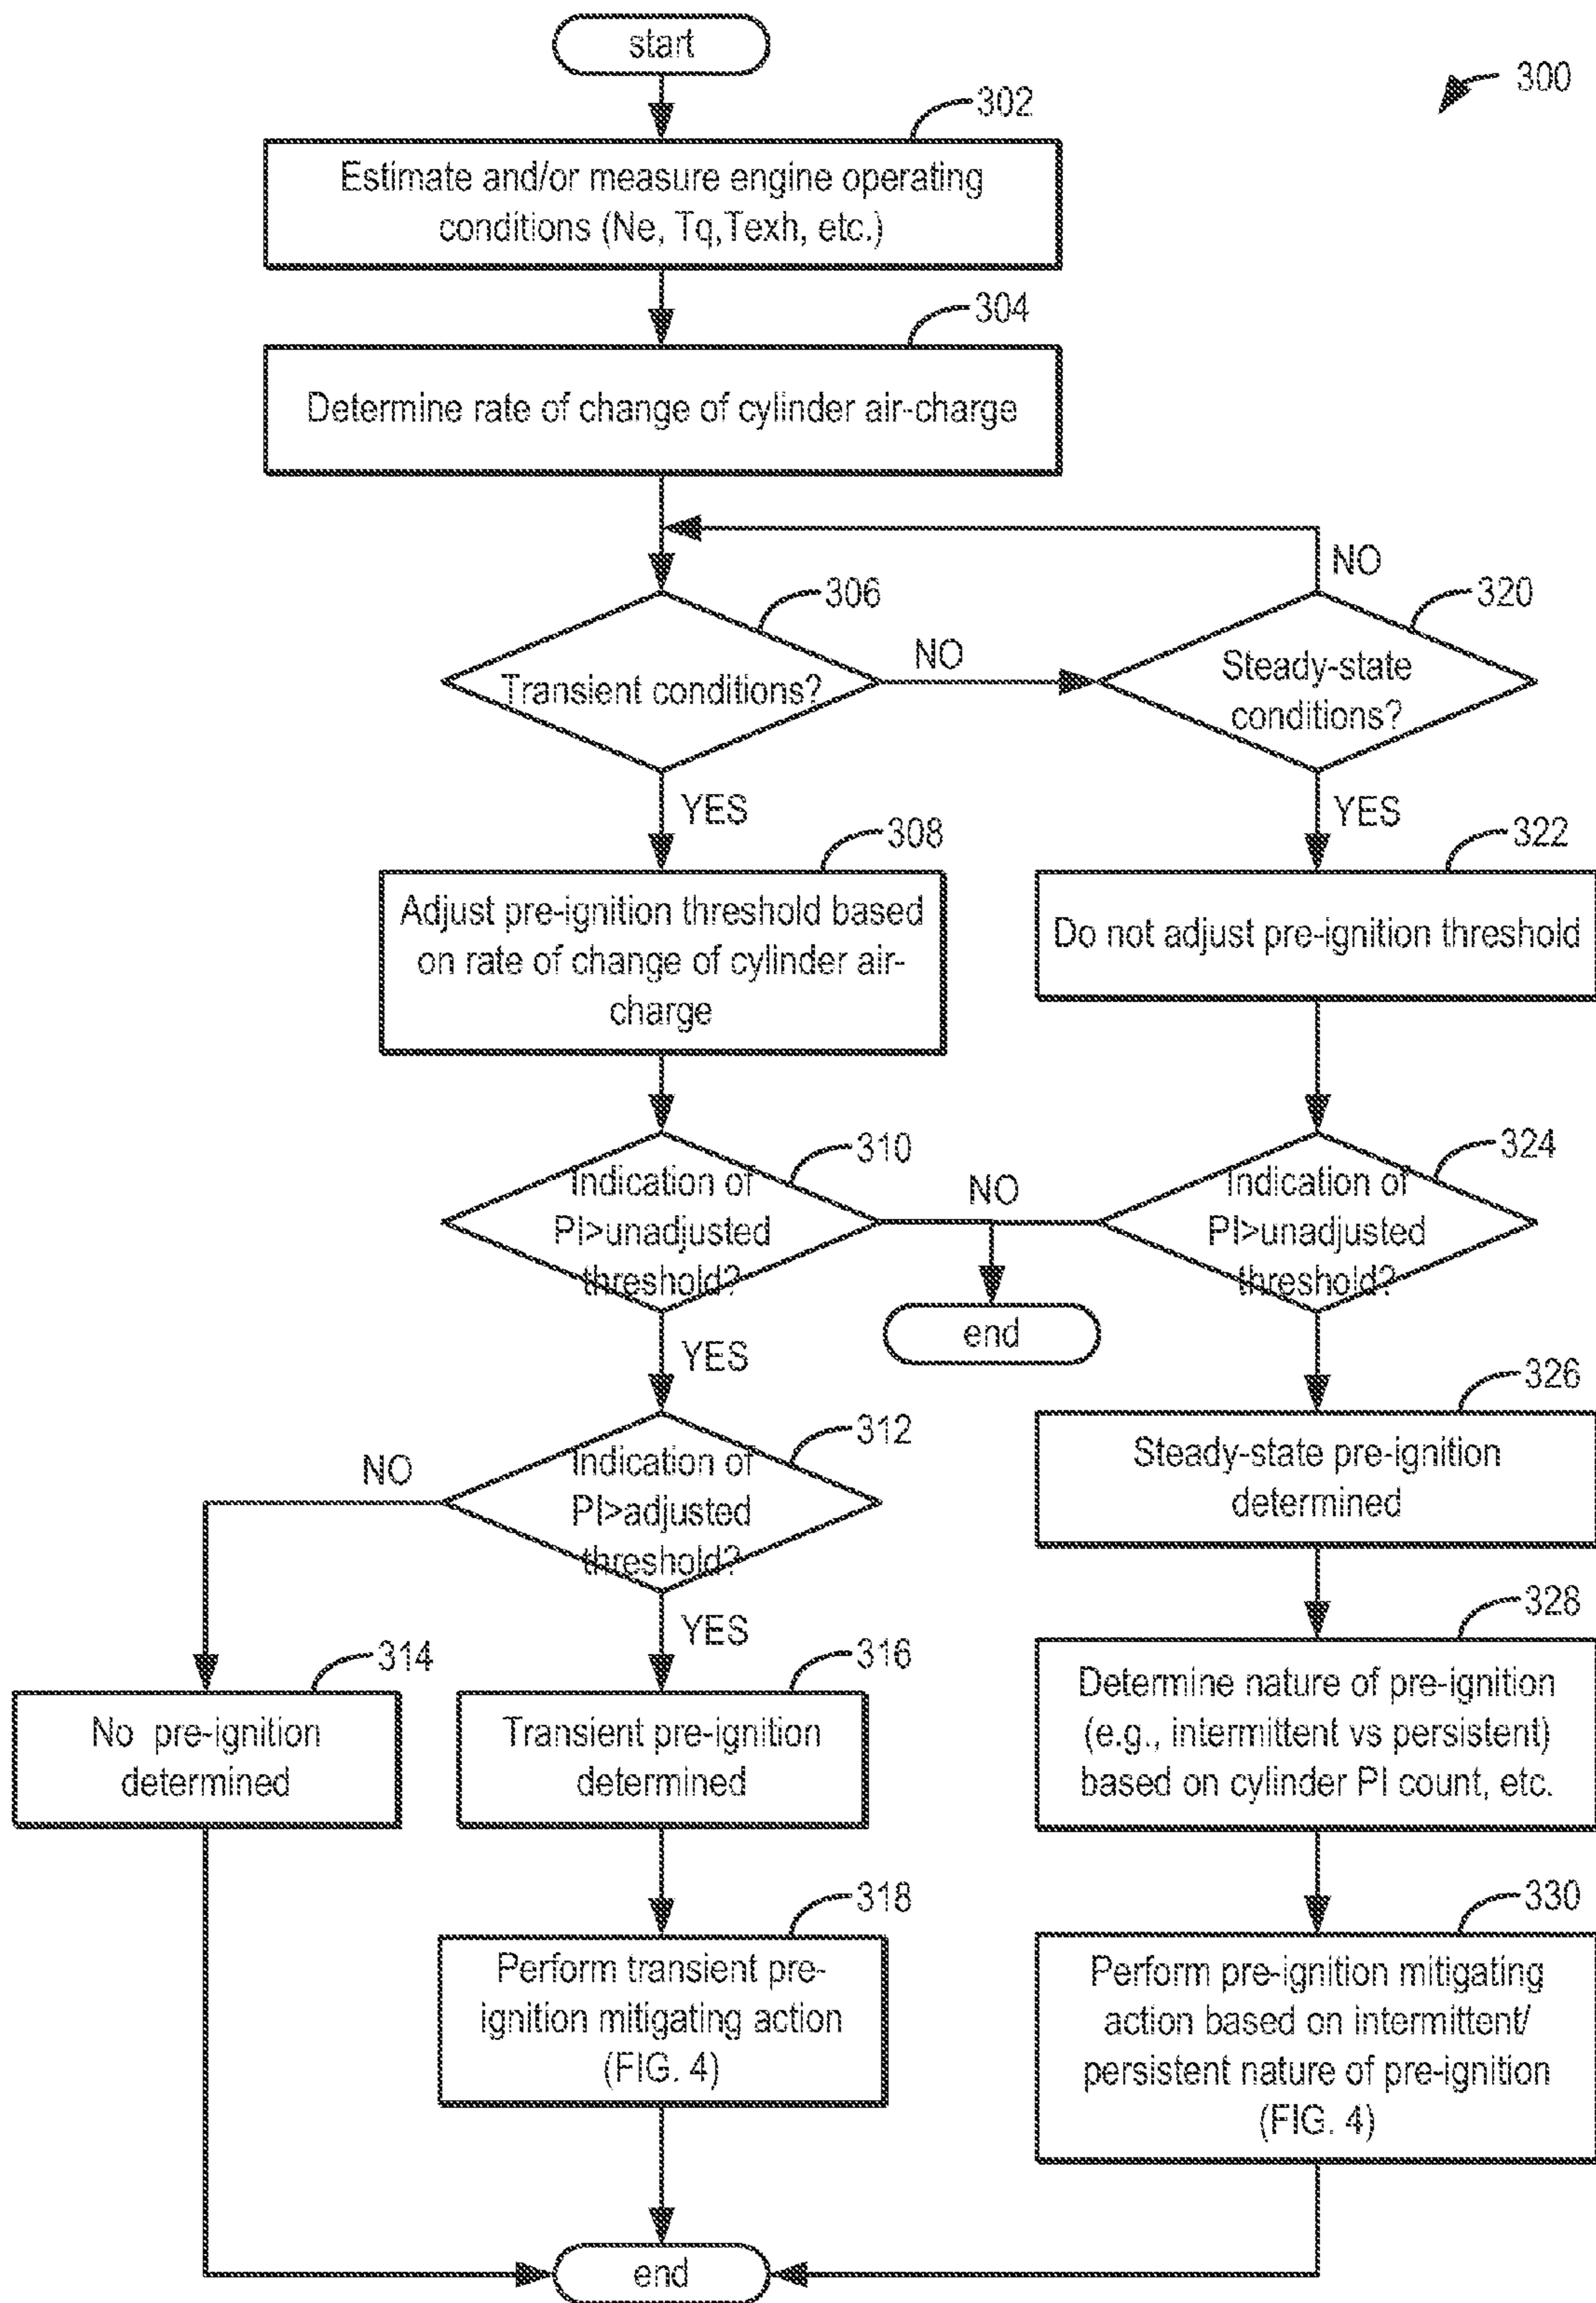 start
300
302
Estimate and/or measure engine operating
conditions (Ne, Tq,Texh, etc.)
304
Determine rate of change of cylinder air-charge
NO
306
320
Transient conditions?
NO
Steady-state
conditions?
YES
YES
308
322
Adjust pre-ignition threshold based
on rate of change of cylinder air-
charge
Do not adjust pre-ignition threshold
310
324
Indication of
PI>unadjusted
threshold?
NO
Indication of
PI>unadjusted
threshold?
end
YES
312
326
Indication of
PI>adjusted
threshold?
NO
Steady-state pre-ignition
determined
YES
328
314
316
No pre-ignition
determined
Transient pre-ignition
determined
Determine nature of pre-ignition
(e.g., intermittent vs persistent)
based on cylinder PI count, etc.
318
330
Perform transient pre-
ignition mitigating action
(FIG. 4)
Perform pre-ignition mitigating
action based on intermittent/
persistent nature of pre-ignition
(FIG. 4)
end